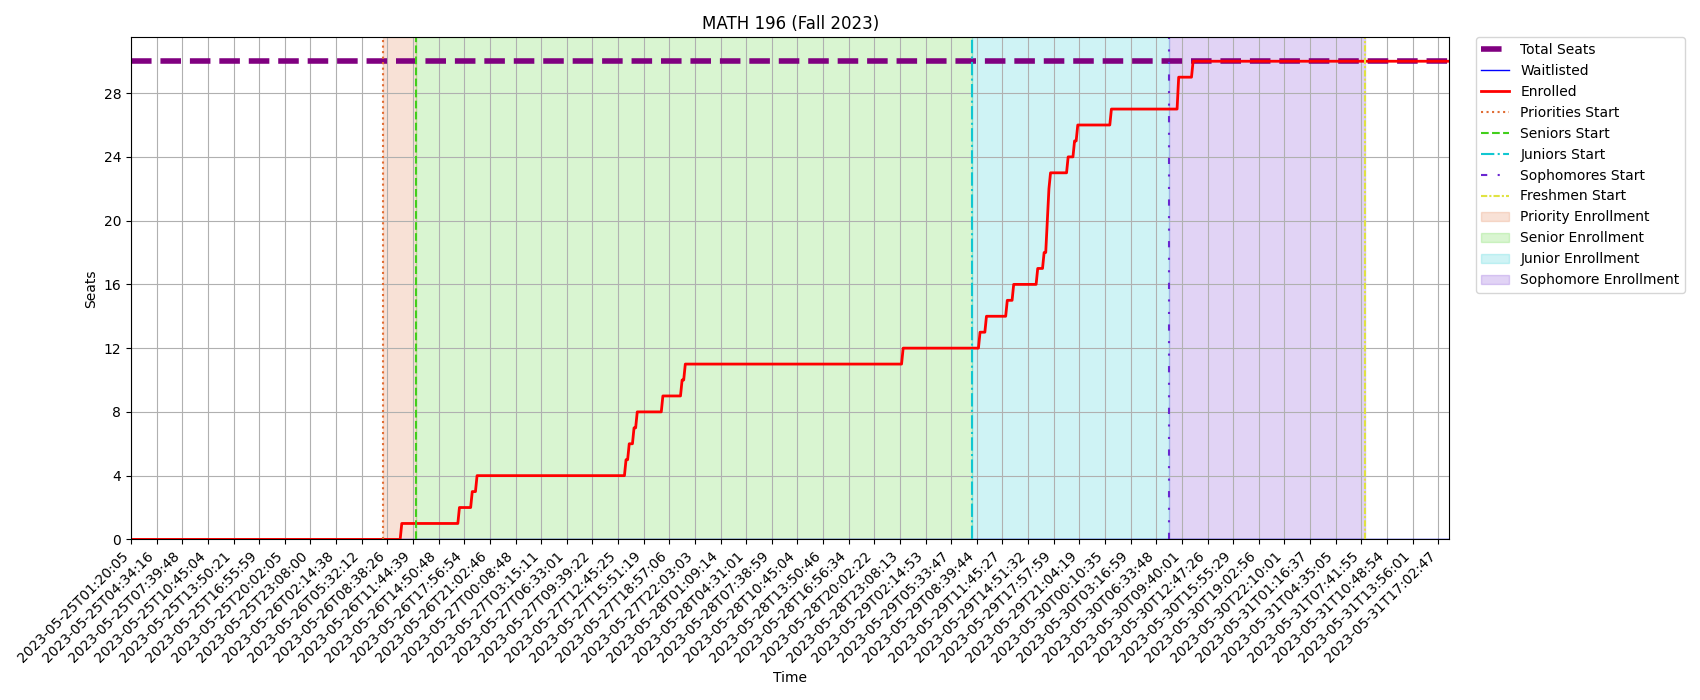 MATH 196 (Fall 2023)
Total Seats
Waitlisted
Enrolled
Priorities Start
Seniors Start
Juniors Start
Sophomores Start
Freshmen Start
Priority Enrollment
Senior Enrollment
Junior Enrollment
Sophomore Enrollment
Seats
28
24
20
16
12
8
4
0
2023-05-25T01:20:05
2023-05-25T04:34:16
2023-05-25T07:39:48
2023-05-25T10:45:04
2023-05-25T13:50:21
2023-05-25T16:55:59
2023-05-25T20:02:05
2023-05-25T23:08:00
2023-05-26T02:14:38
2023-05-26T05:32:12
2023-05-26T08:38:26
2023-05-26T11:44:39
2023-05-26T14:50:48
2023-05-26T17:56:54
2023-05-26T21:02:46
2023-05-27T00:08:48
2023-05-27T03:15:11
2023-05-27T06:33:01
2023-05-27T09:39:22
2023-05-27T12:45:25
2023-05-27T15:51:19
2023-05-27T18:57:06
2023-05-27T22:03:03
2023-05-28T01:09:14
2023-05-28T04:31:01
2023-05-28T07:38:59
2023-05-28T10:45:04
2023-05-28T13:50:46
2023-05-28T16:56:34
2023-05-28T20:02:22
2023-05-28T23:08:13
2023-05-29T02:14:53
2023-05-29T05:33:47
2023-05-29T08:39:44
2023-05-29T11:45:27
2023-05-29T14:51:32
2023-05-29T17:57:59
2023-05-29T21:04:19
2023-05-30T00:10:35
2023-05-30T03:16:59
2023-05-30T06:33:48
2023-05-30T09:40:01
2023-05-30T12:47:26
2023-05-30T15:55:29
2023-05-30T19:02:56
2023-05-30T22:10:01
2023-05-31T01:16:37
2023-05-31T04:35:05
2023-05-31T07:41:55
2023-05-31T10:48:54
2023-05-31T13:56:01
2023-05-31T17:02:47
Time